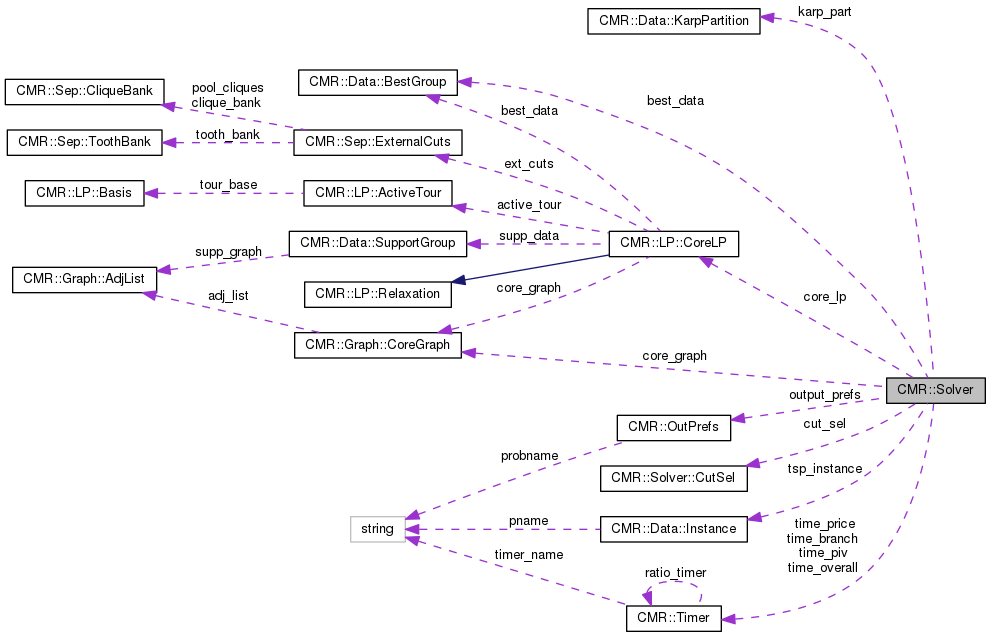 karp_part
CMR::Data::KarpPartition
CMR::Data::BestGroup
CMR::Sep::CliqueBank
pool_cliques
clique_bank
best_data
best_data
CMR::Sep::ToothBank
tooth_bank
CMR::Sep::ExternalCuts
ext_cuts
CMR::LP::Basis
tour_base
CMR::LP::ActiveTour
active_tour
supp_data
CMR::LP::CoreLP
CMR::Data::SupportGroup
supp_graph
CMR::Graph::AdjList
adj_list
CMR::LP::Relaxation
core_graph
core_lp
CMR::Graph::CoreGraph
core_graph
CMR::Solver
output_prefs
CMR::OutPrefs
cut_sel
probname
CMR::Solver::CutSel
tsp_instance
string
pname
CMR::Data::Instance
time_price
time_branch
time_piv
time_overall
timer_name
ratio_timer
CMR::Timer